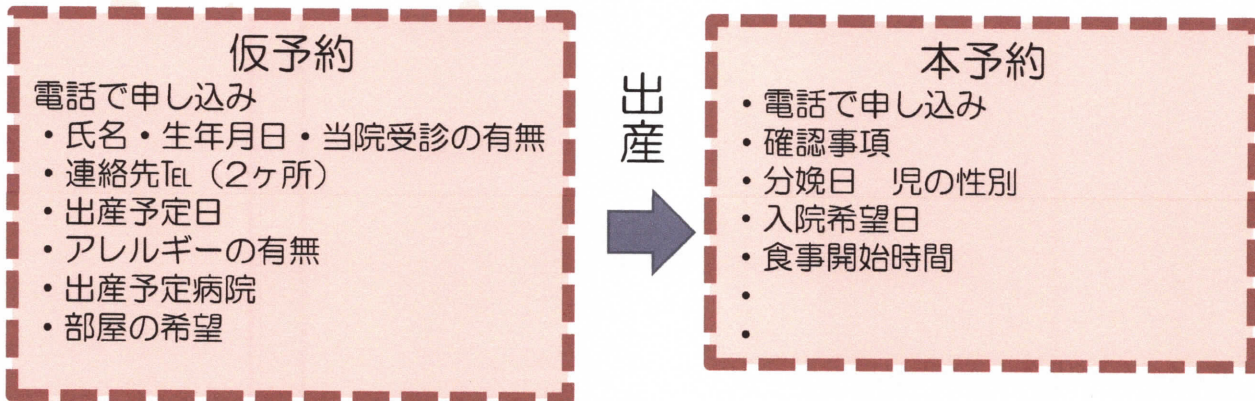 仮予約
電話で申し込み
・氏名・生年月日・当院受診の有無
・連絡先℡（2ヶ所）
・出産予定日
・アレルギーの有無
・出産予定病院
・部屋の希望
出産
本予約
・電話で申し込み
・確認事項
・分娩日　児の性別
・入院希望日
・食事開始時間
・
・